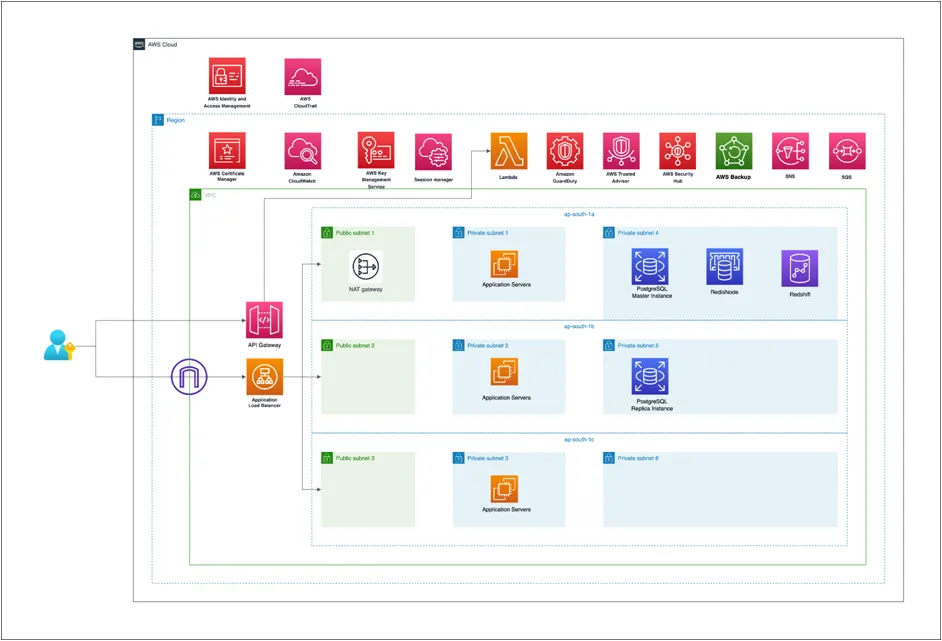 aws AWS Cloud
AWS Identity and
Access Management
AWS
CloudTrail
Region
AWS Certificate
Manager
Amazon
CloudWatch
AWS Key
Management
Service
Session manager
Lambda
Amazon
GuardDuty
AWS Trusted
Advisor
AWS Security
Hub
AWS Backup
SNS
SQS
VPC
ap-south-1a
Public subnet 1
NAT gateway
Private subnet 1
Application Servers
Private subnet 4
PostgreSQL
Master Instance
RedisNode
Redshift
API Gateway
ap-south-1b
Public subnet 2
Private subnet 2
Application Servers
Private subnet 5
PostgreSQL
Replica Instance
Application
Load Balancer
ap-south-1c
Public subnet 3
Private subnet 3
Application Servers
Private subnet 6